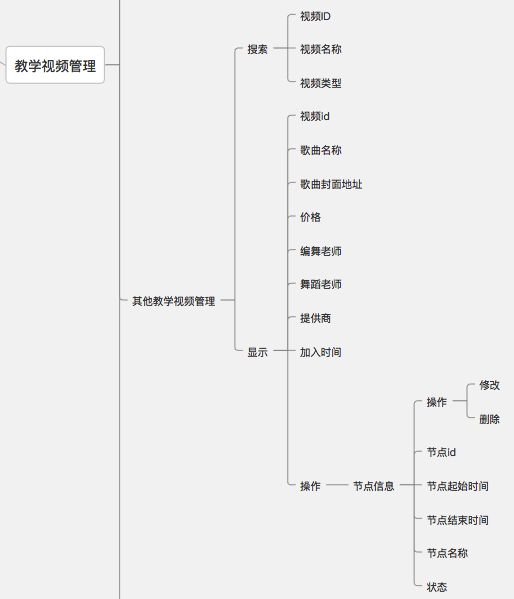 教学视频管理
其他教学视频管理
搜索
视频ID
视频名称
视频类型
显示
视频id
歌曲名称
歌曲封面地址
价格
编舞老师
舞蹈老师
提供商
加入时间
操作
节点信息
操作
修改
删除
节点id
节点起始时间
节点结束时间
节点名称
状态